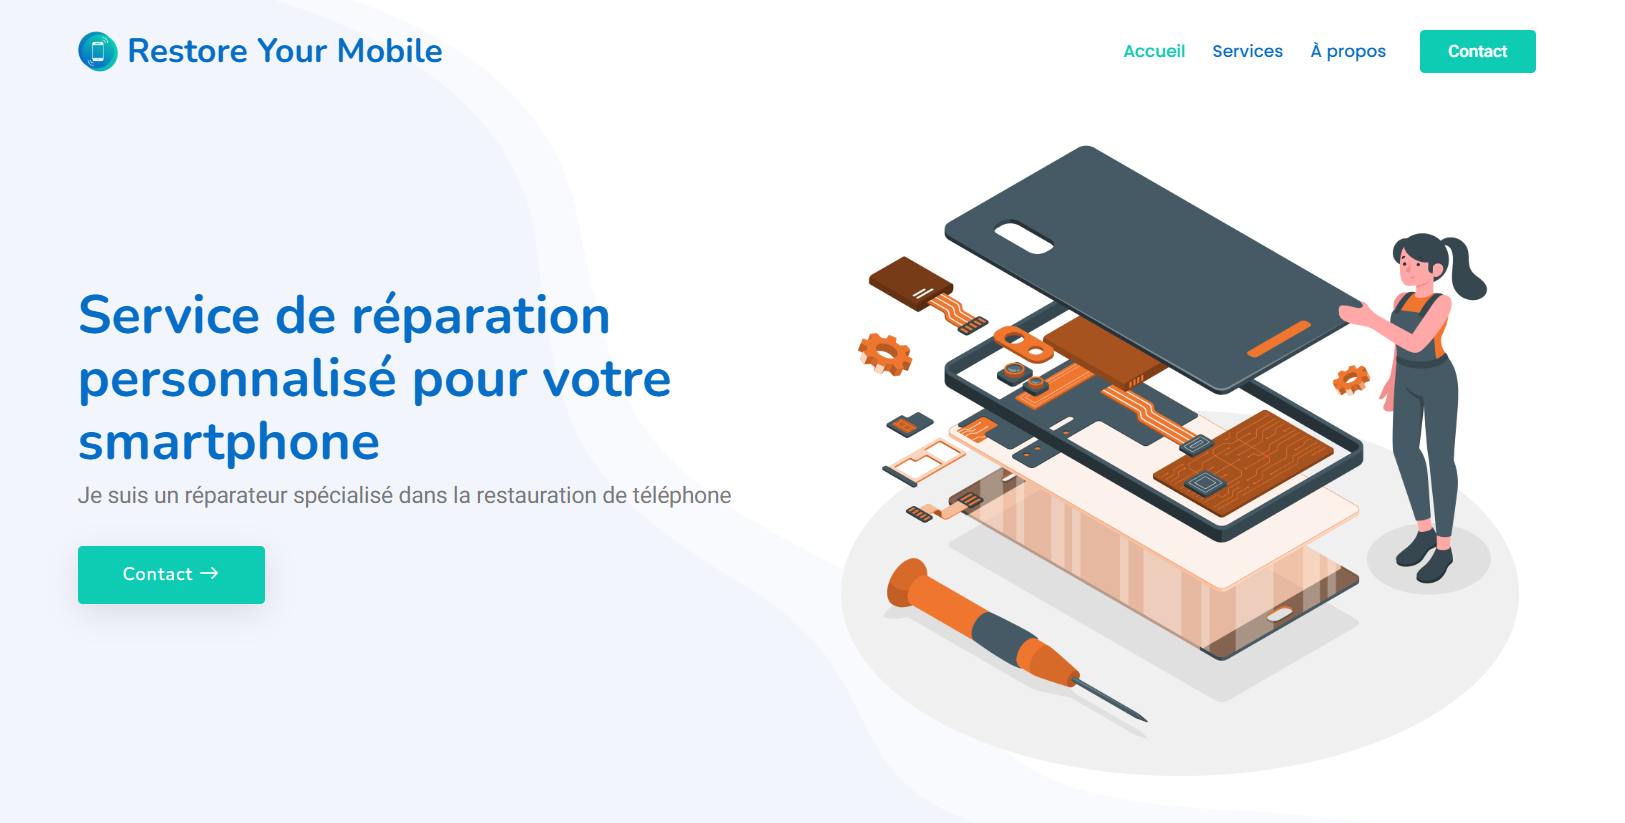 Restore Your Mobile
Accueil Services À propos Contact
Service de réparation
personnalisé pour votre
smartphone
Je suis un réparateur spécialisé dans la restauration de téléphone
Contact →